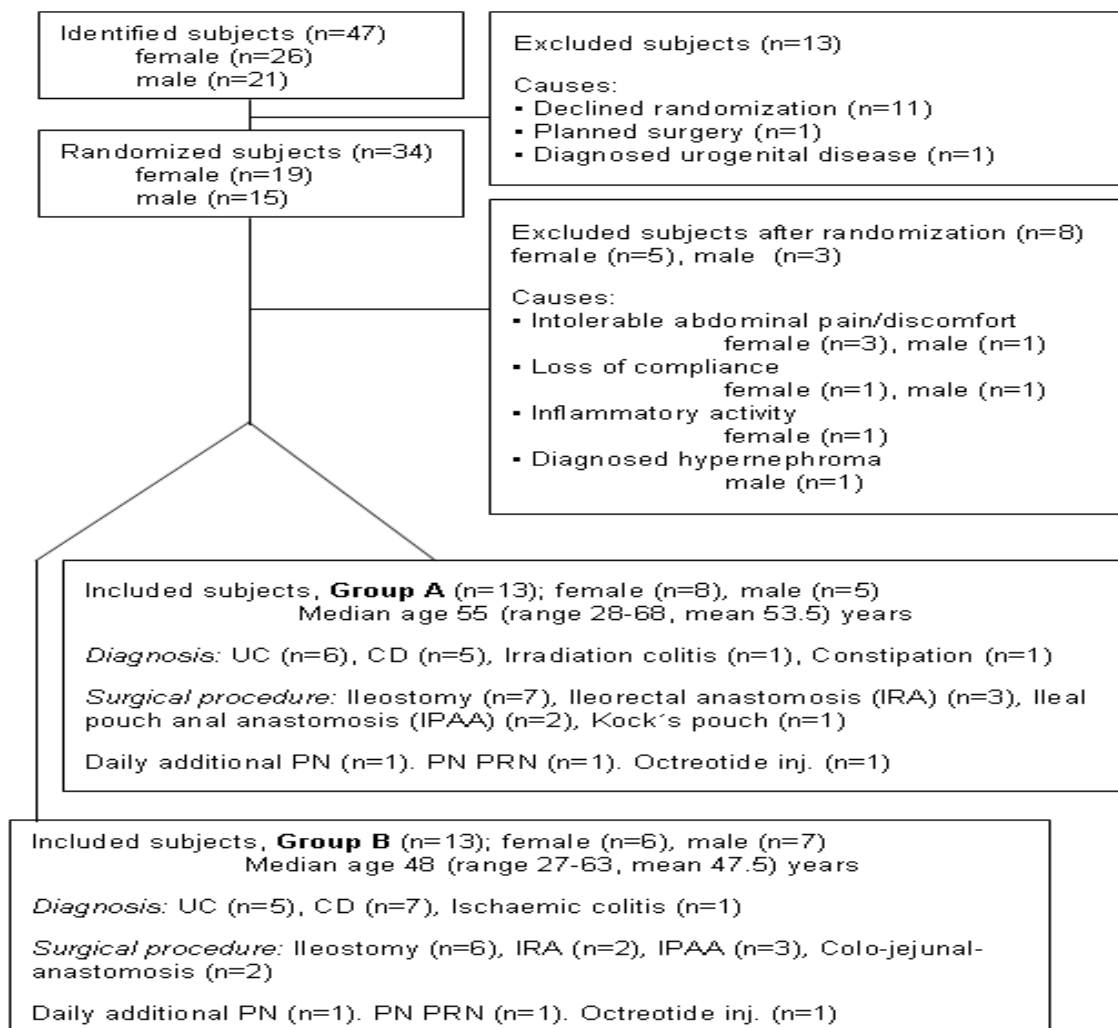 Identified subjects (n=47)
female (n=26)
male (n=21)
Excluded subjects (n=13)
Causes:
▪ Declined randomization (n=11)
▪ Planned surgery (n=1)
▪ Diagnosed urogenital disease (n=1)
Randomized subjects (n=34)
female (n=19)
male (n=15)
Excluded subjects after randomization (n=8)
female (n=5), male (n=3)
Causes:
▪ Intolerable abdominal pain/discomfort
female (n=3), male (n=1)
▪ Loss of compliance
female (n=1), male (n=1)
▪ Inflammatory activity
female (n=1)
▪ Diagnosed hypernephroma
male (n=1)
Included subjects, Group A (n=13); female (n=8), male (n=5)
Median age 55 (range 28-68, mean 53.5) years
Diagnosis: UC (n=6), CD (n=5), Irradiation colitis (n=1), Constipation (n=1)
Surgical procedure: Ileostomy (n=7), Ileorectal anastomosis (IRA) (n=3), Ileal
pouch anal anastomosis (IPAA) (n=2), Kock´s pouch (n=1)
Daily additional PN (n=1). PN PRN (n=1). Octreotide inj. (n=1)
Included subjects, Group B (n=13); female (n=6), male (n=7)
Median age 48 (range 27-63, mean 47.5) years
Diagnosis: UC (n=5), CD (n=7), Ischaemic colitis (n=1)
Surgical procedure: Ileostomy (n=6), IRA (n=2), IPAA (n=3), Colo-jejunal-
anastomosis (n=2)
Daily additional PN (n=1). PN PRN (n=1). Octreotide inj. (n=1)